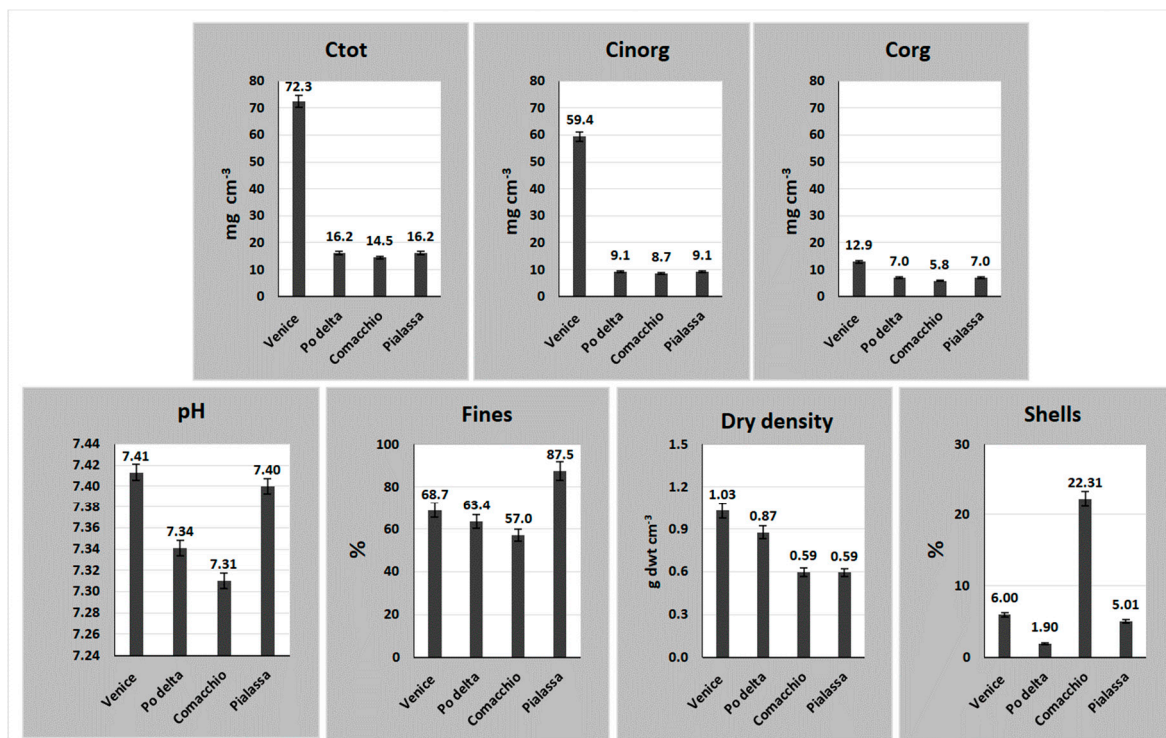 Ctot
80
70
60
50
40
30
20
10
0
mg cm-3
72.3
16.2
14.5
16.2
Venice
Po delta
Comacchio
Pialassa
Cinorg
80
70
60
50
40
30
20
10
0
mg cm-3
59.4
9.1
8.7
9.1
Venice
Po delta
Comacchio
Pialassa
Corg
80
70
60
50
40
30
20
10
0
mg cm-3
12.9
7.0
5.8
7.0
Venice
Po delta
Comacchio
Pialassa
pH
7.44
7.42
7.40
7.38
7.36
7.34
7.32
7.30
7.28
7.26
7.24
7.41
7.34
7.31
7.40
Venice
Po delta
Comacchio
Pialassa
Fines
100
80
60
40
20
0
%
68.7
63.4
57.0
87.5
Venice
Po delta
Comacchio
Pialassa
Dry density
1.5
1.2
0.9
0.6
0.3
0.0
g dwt cm-3
1.03
0.87
0.59
0.59
Venice
Po delta
Comacchio
Pialassa
Shells
30
20
10
0
%
6.00
1.90
22.31
5.01
Venice
Po delta
Comacchio
Pialassa